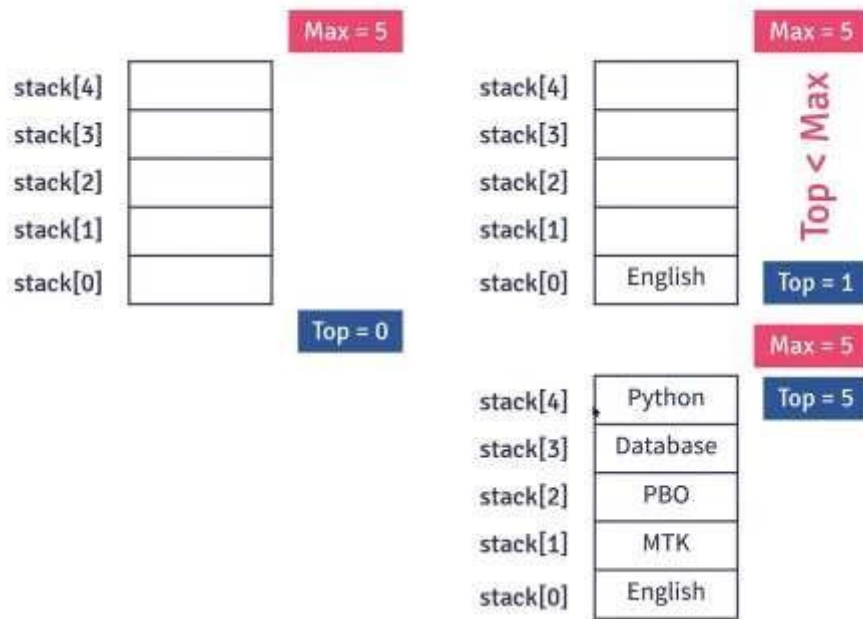 Max = 5
stack[4]
stack[3]
stack[2]
stack[1]
stack[0]
Top = 0
Max = 5
stack[4]
stack[3]
stack[2]
stack[1]
stack[0] English
Top < Max
Top = 1
Max = 5
stack[4] Python Top = 5
stack[3] Database
stack[2] PBO
stack[1] MTK
stack[0] English